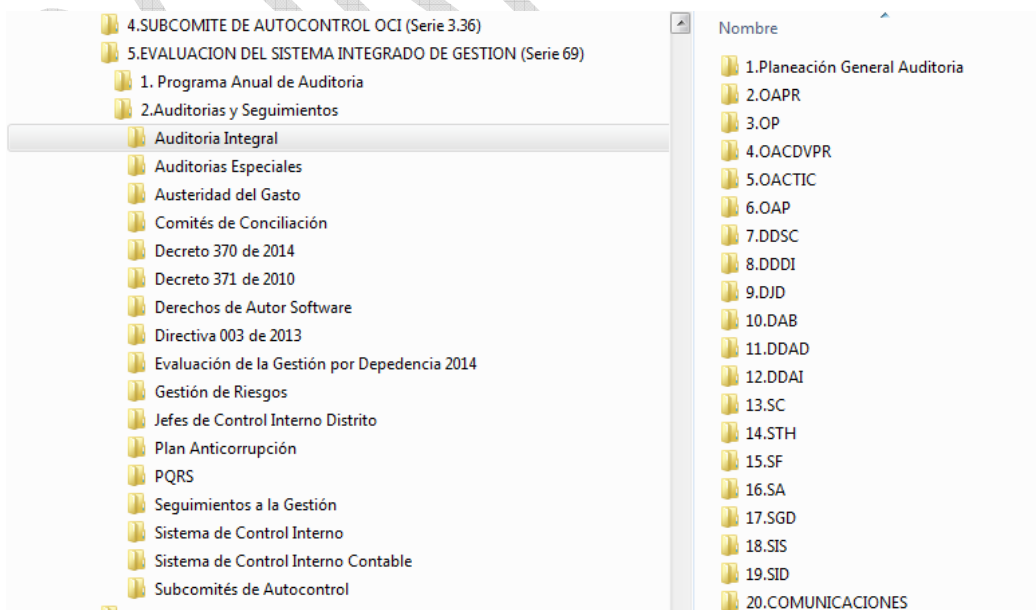 4.SUBCOMITE DE AUTOCONTROL OCI (Serie 3.36)
5.EVALUACION DEL SISTEMA INTEGRADO DE GESTION (Serie 69)
1. Programa Anual de Auditoria
2.Auditorias y Seguimientos
Auditoria Integral
Auditorias Especiales
Austeridad del Gasto
Comités de Conciliación
Decreto 370 de 2014
Decreto 371 de 2010
Derechos de Autor Software
Directiva 003 de 2013
Evaluación de la Gestión por Depedencia 2014
Gestión de Riesgos
Jefes de Control Interno Distrito
Plan Anticorrupción
PQRS
Seguimientos a la Gestión
Sistema de Control Interno
Sistema de Control Interno Contable
Subcomités de Autocontrol
Nombre
1.Planeación General Auditoria
2.OAPR
3.OP
4.OACDVPR
5.OACTIC
6.OAP
7.DDSC
8.DDDI
9.DJD
10.DAB
11.DDAD
12.DDAI
13.SC
14.STH
15.SF
16.SA
17.SGD
18.SIS
19.SID
20.COMUNICACIONES